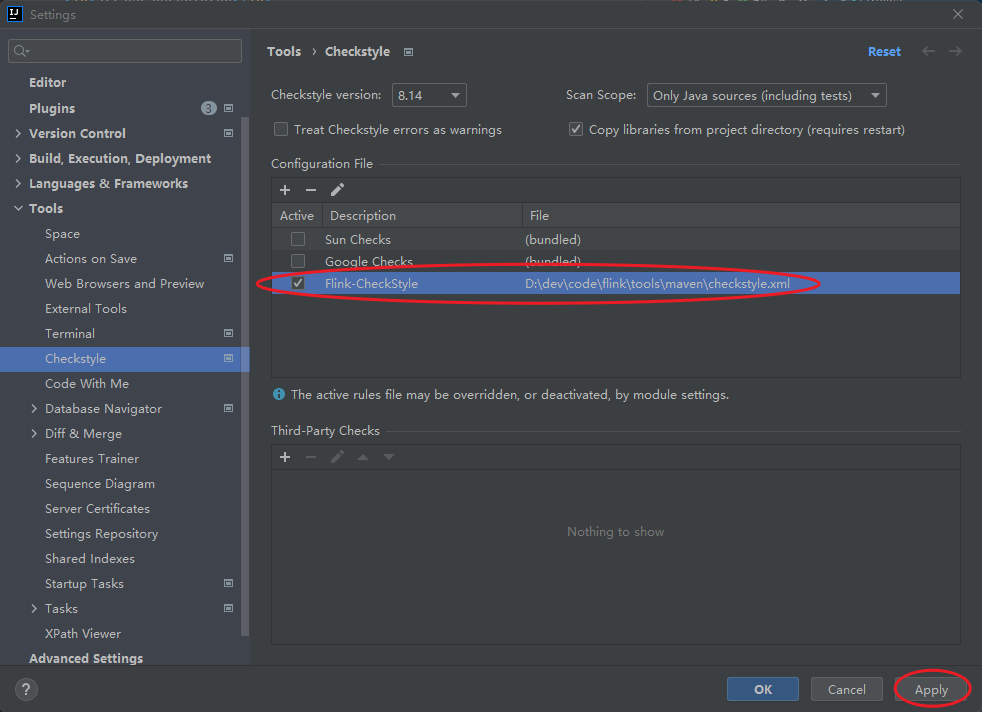 Settings
Tools › Checkstyle
Reset
Editor
Plugins 3
Version Control
Build, Execution, Deployment
Languages & Frameworks
Tools
Space
Actions on Save
Web Browsers and Preview
External Tools
Terminal
Checkstyle
Code With Me
Database Navigator
Diff & Merge
Features Trainer
Sequence Diagram
Server Certificates
Settings Repository
Shared Indexes
Startup Tasks
Tasks
XPath Viewer
Advanced Settings
Checkstyle version: 8.14
Scan Scope: Only Java sources (including tests)
Treat Checkstyle errors as warnings
Copy libraries from project directory (requires restart)
Configuration File
Active Description File
Sun Checks (bundled)
Google Checks (bundled)
Flink-CheckStyle D:\dev\code\flink\tools\maven\checkstyle.xml
The active rules file may be overridden, or deactivated, by module settings.
Third-Party Checks
Nothing to show
?
OK
Cancel
Apply